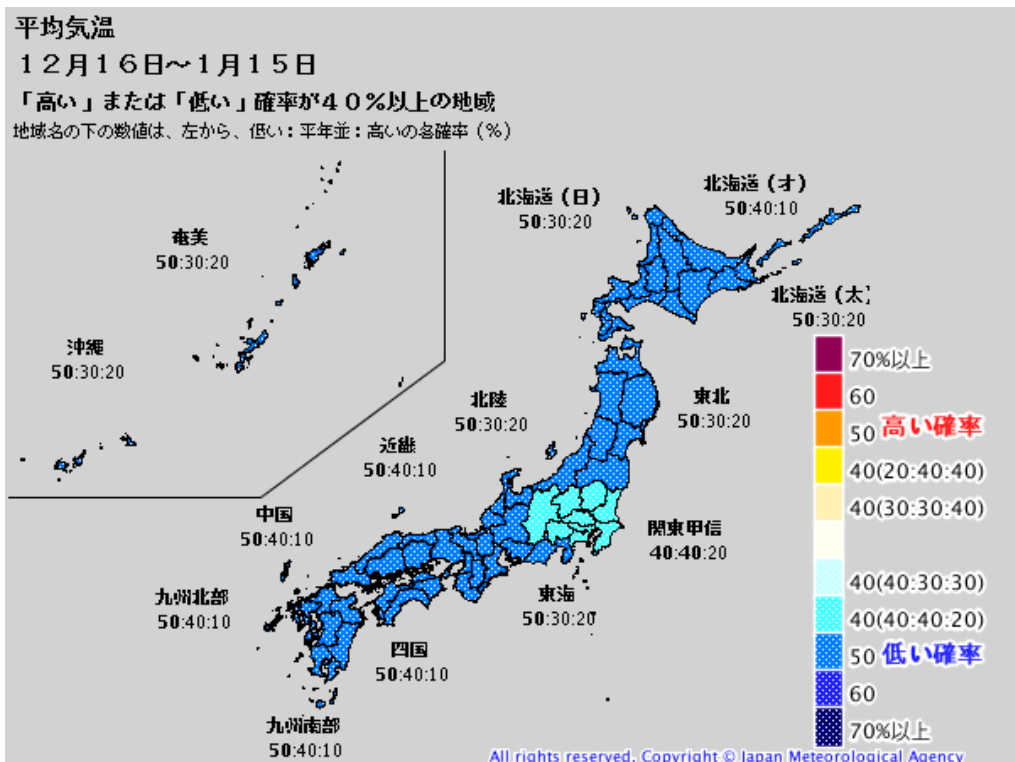 平均気温
12月16日～1月15日
「高い」または「低い」確率が40%以上の地域
地域名の下の数値は、左から、低い：平年並：高いの各確率（%）
北海道（日）
50:30:20
北海道（オ）
50:40:10
奄美
50:30:20
北海道（太）
50:30:20
沖縄
50:30:20
北陸
50:30:20
東北
50:30:20
近畿
50:40:10
中国
50:40:10
関東甲信
40:40:20
九州北部
50:40:10
東海
50:30:20
四国
50:40:10
九州南部
50:40:10
70%以上
60
50 高い確率
40(20:40:40)
40(30:30:40)
40(40:30:30)
40(40:40:20)
50 低い確率
60
70%以上
All rights reserved. Copyright © Japan Meteorological Agency